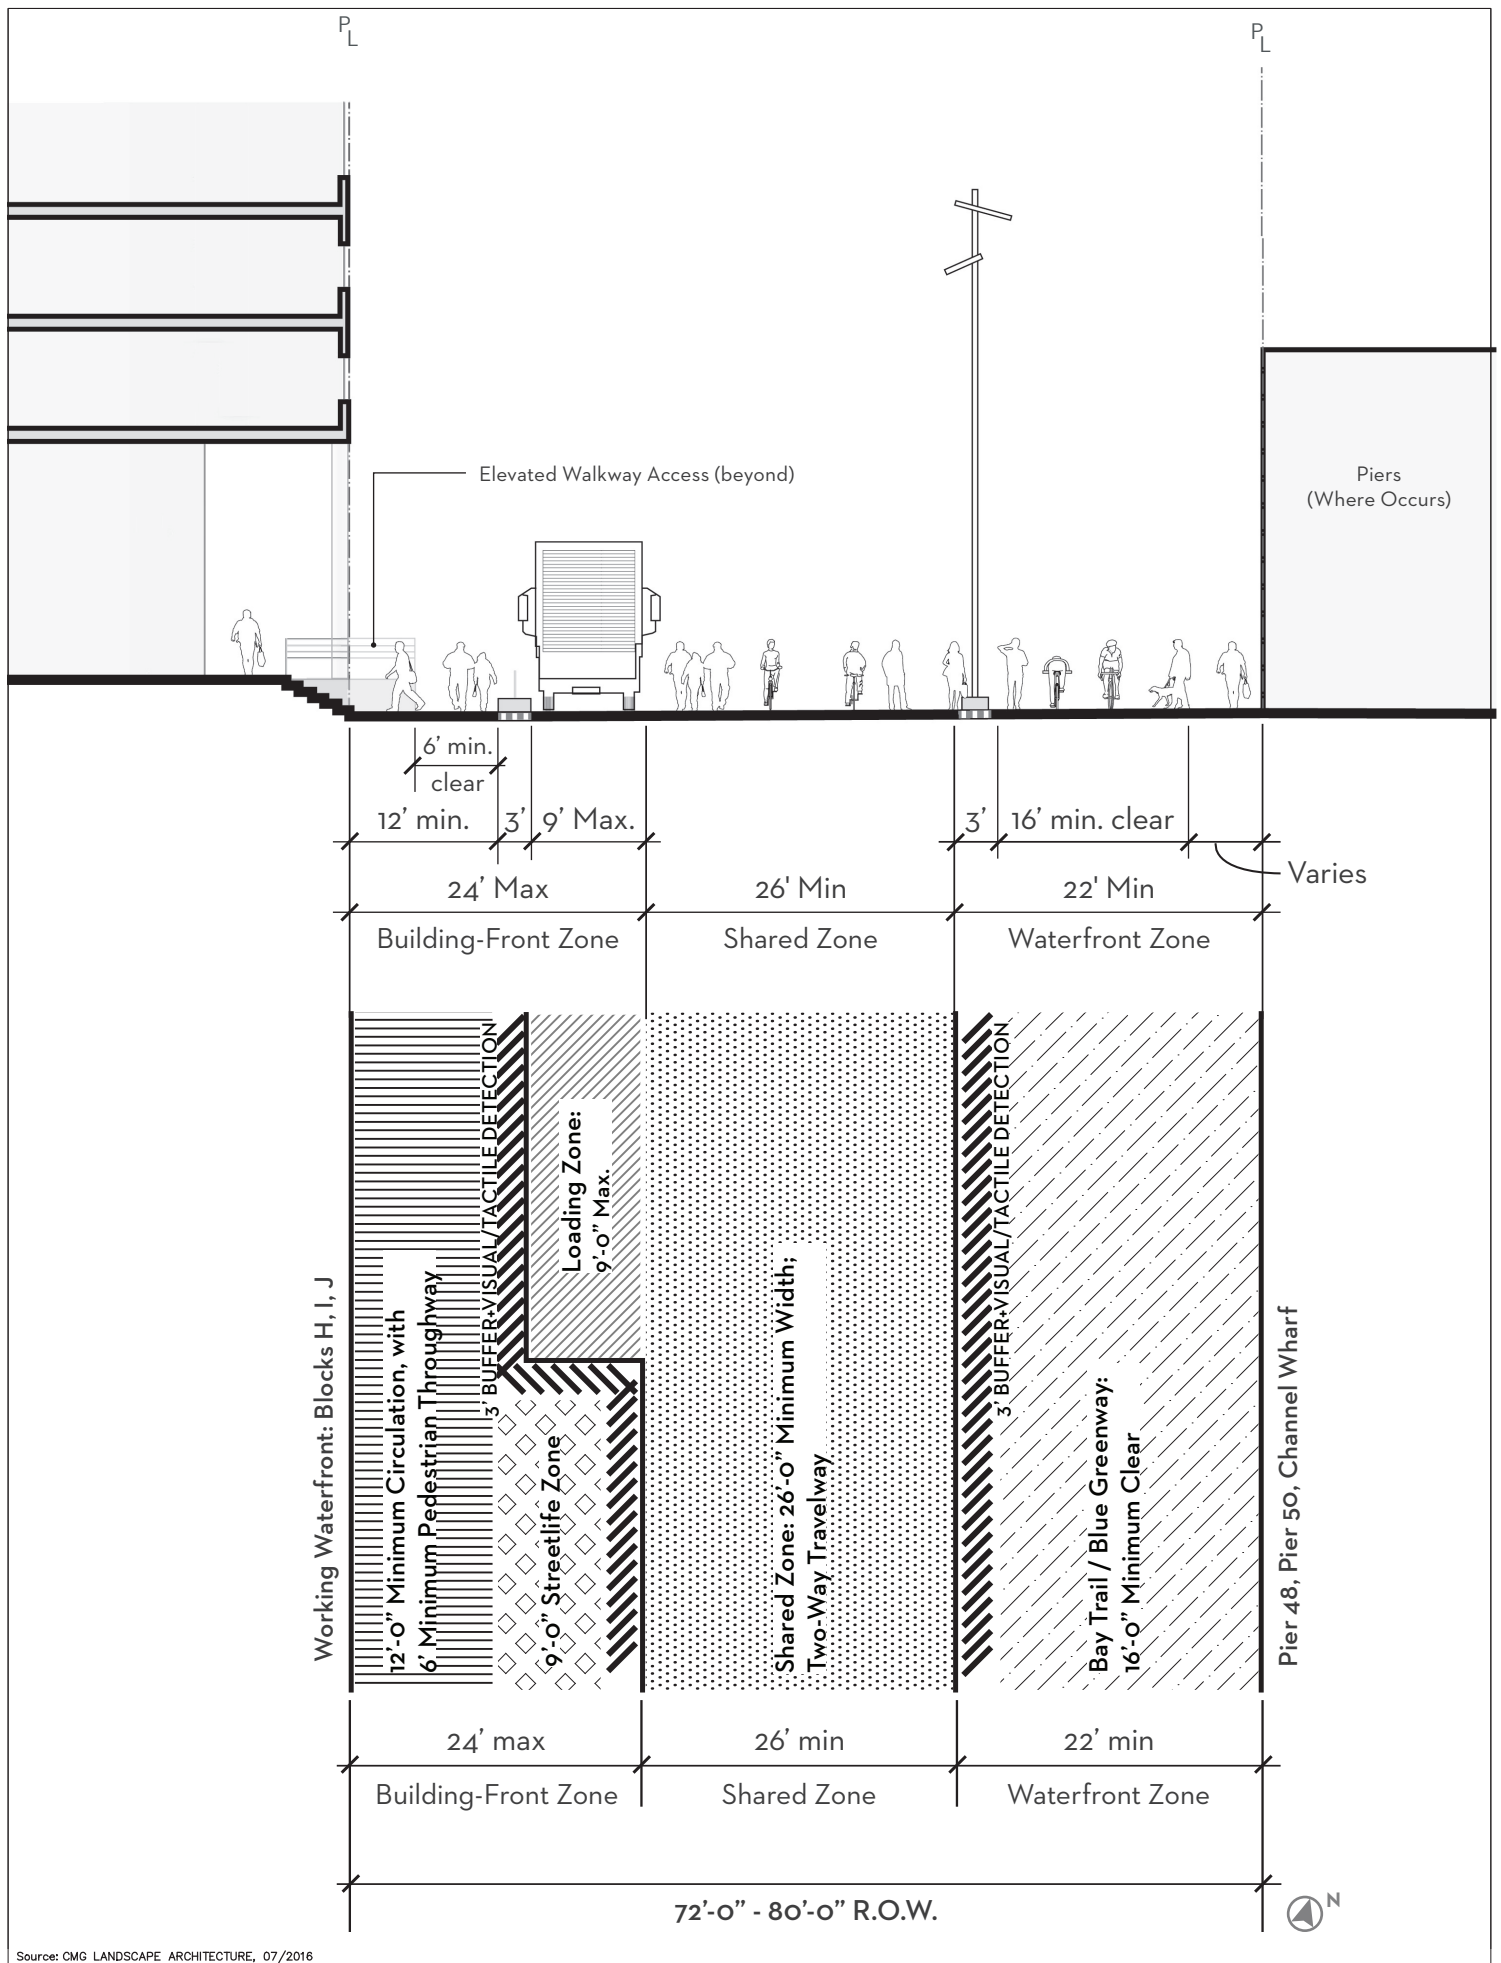 PL
PL
Elevated Walkway Access (beyond)
Piers
(Where Occurs)
6’ min.
clear
12’ min.
3’
9’ Max.
3’
16’ min. clear
Varies
24’ Max
26' Min
22' Min
Building-Front Zone
Shared Zone
Waterfront Zone
Working Waterfront: Blocks H, I, J
12’-0” Minimum Circulation, with
6’ Minimum Pedestrian Throughway
3’ BUFFER+VISUAL/TACTILE DETECTION
Loading Zone:
9’-0” Max.
9’-0” Streetlife Zone
Shared Zone: 26’-0” Minimum Width;
Two-Way Travelway
3’ BUFFER+VISUAL/TACTILE DETECTION
Bay Trail / Blue Greenway:
16’-0” Minimum Clear
Pier 48, Pier 50, Channel Wharf
24’ max
26’ min
22’ min
Building-Front Zone
Shared Zone
Waterfront Zone
72’-0” - 80’-0” R.O.W.
N
Source: CMG LANDSCAPE ARCHITECTURE, 07/2016